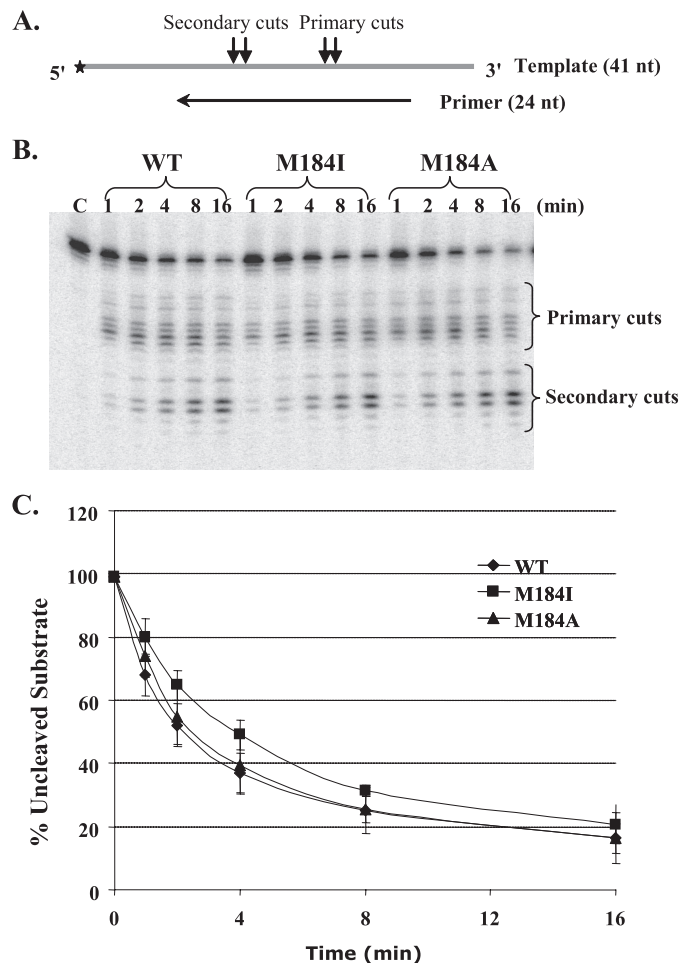 A.
Secondary cuts Primary cuts
5' 3' Template (41 nt)
Primer (24 nt)
B.
WT M184I M184A
C 1 2 4 8 16 1 2 4 8 16 1 2 4 8 16 (min)
Primary cuts
Secondary cuts
C.
120
100
80
60
40
20
0
% Uncleaved Substrate
WT
M184I
M184A
0 4 8 12 16
Time (min)